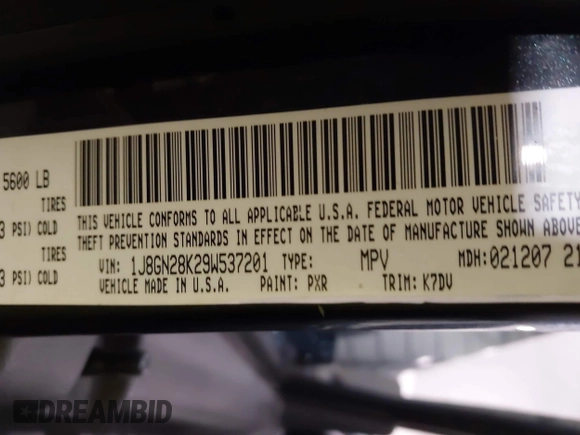 5600 LB
TIRES
3 PSI) COLD
TIRES
3 PSI) COLD
THIS VEHICLE CONFORMS TO ALL APPLICABLE U.S.A. FEDERAL MOTOR VEHICLE SAFETY
THEFT PREVENTION STANDARDS IN EFFECT ON THE DATE OF MANUFACTURE SHOWN ABOVE
VIN: 1J8GN28K29W537201 TYPE: MPV MDH: 021207 21
VEHICLE MADE IN U.S.A. PAINT: PXR TRIM: K7DV
DREAMBID